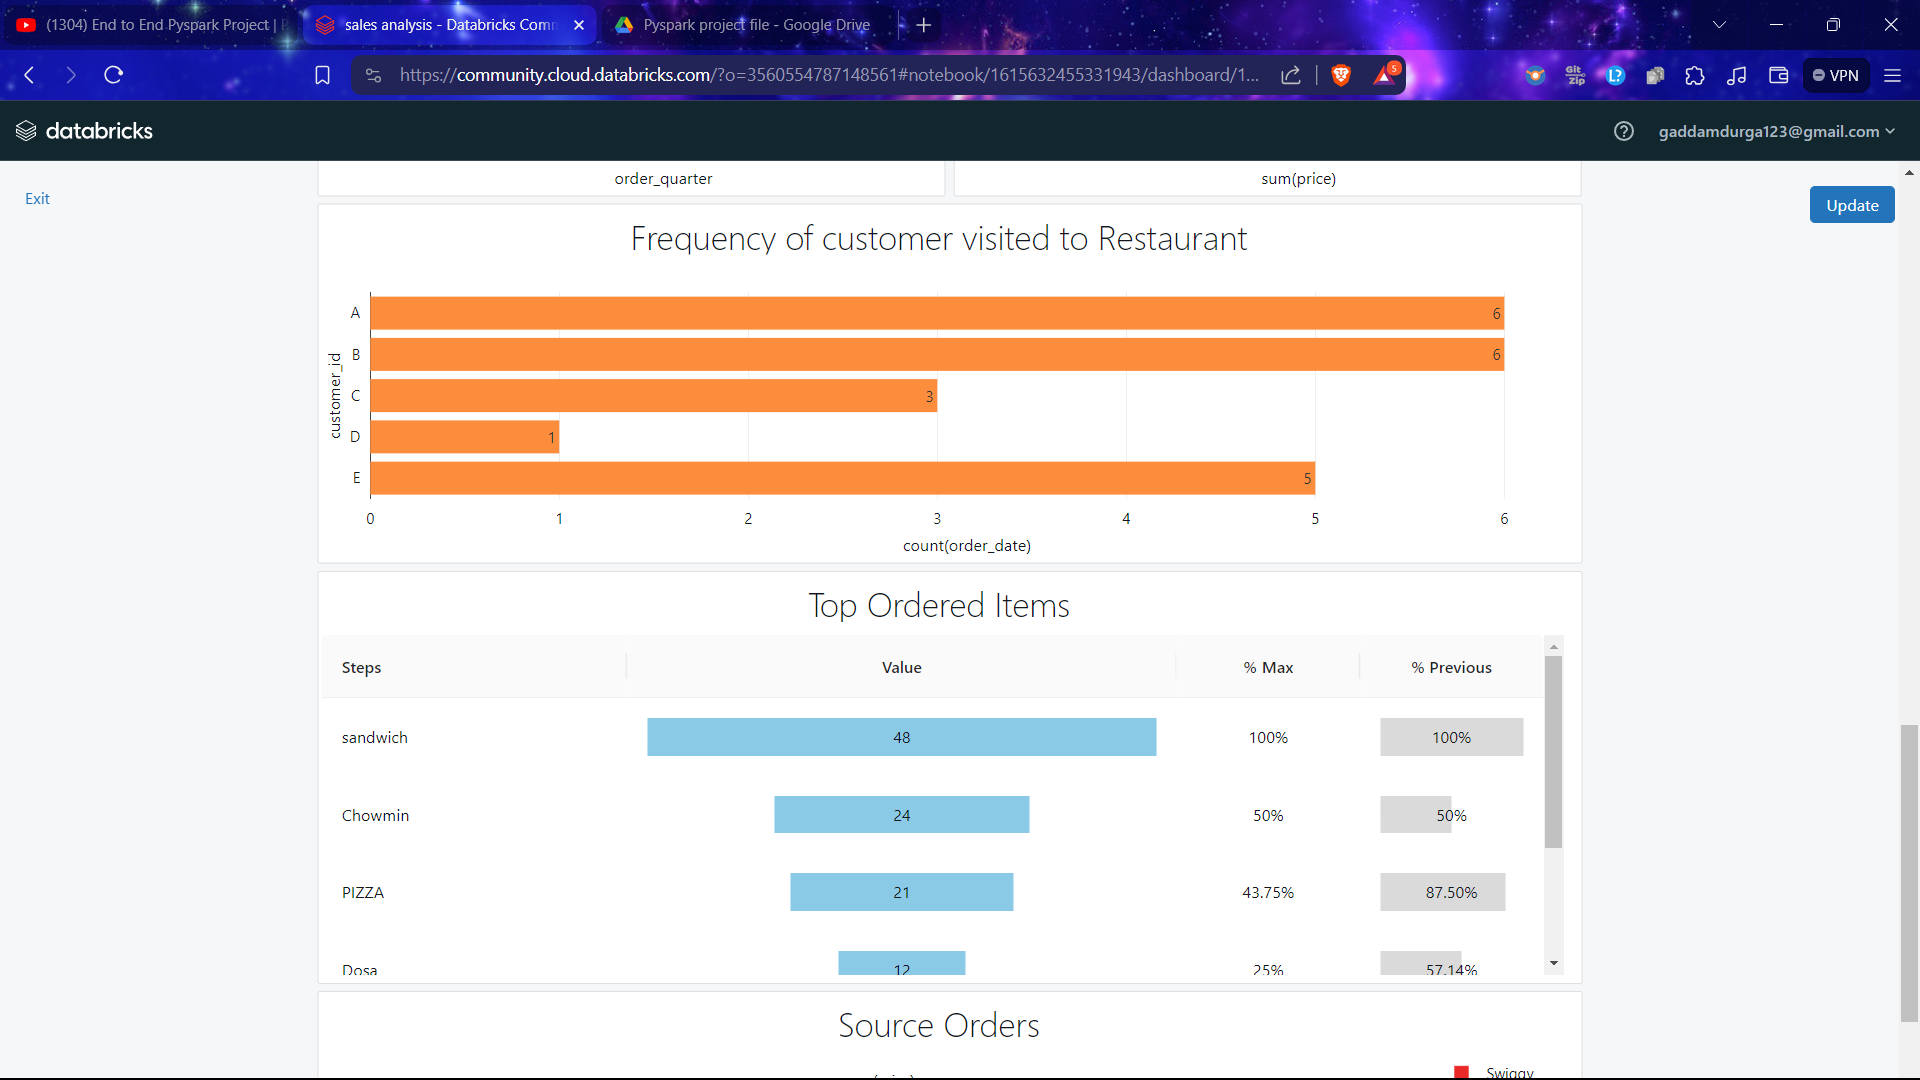 (1304) End to End Pyspark Project |
sales analysis - Databricks Com
Pyspark project file - Google Drive
https://community.cloud.databricks.com/?o=3560554787148561#notebook/1615632455331943/dashboard/1...
5
Git
Zip
L?
VPN
databricks
gaddamdurga123@gmail.com
Exit
order_quarter
sum(price)
Update
Frequency of customer visited to Restaurant
customer_id
A
6
B
6
C
3
D
1
E
5
0 1 2 3 4 5 6
count(order_date)
Top Ordered Items
Steps Value % Max % Previous
sandwich 48 100% 100%
Chowmin 24 50% 50%
PIZZA 21 43.75% 87.50%
Dosa 12 25% 57.14%
Source Orders
Swiggy